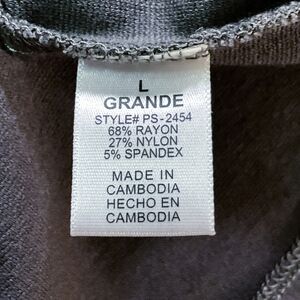 L
GRANDE
STYLE# PS-2454
68% RAYON
27% NYLON
5% SPANDEX
MADE IN
CAMBODIA
HECHO EN
CAMBODIA